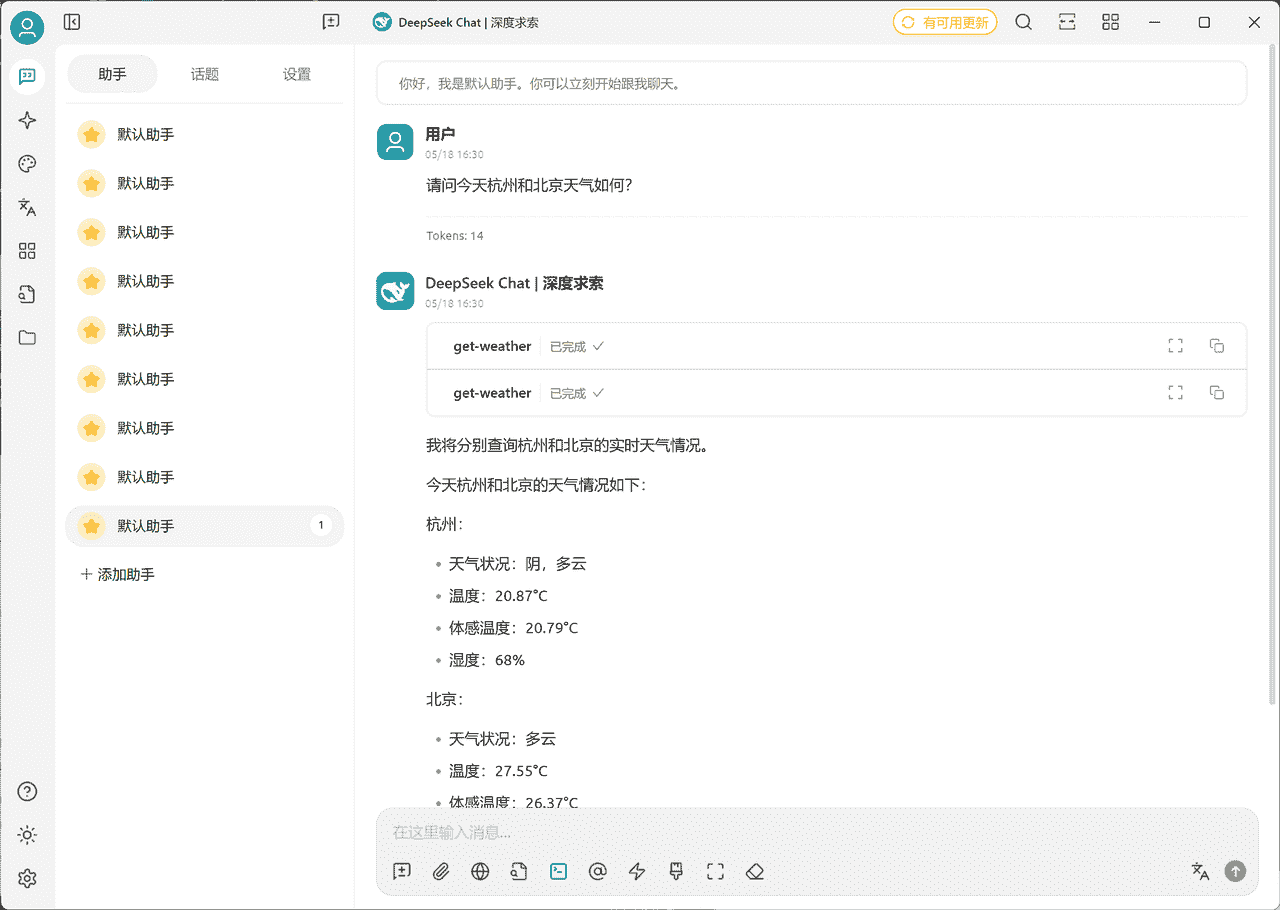 DeepSeek Chat | 深度求索
有可用更新
助手
话题
设置
默认助手
默认助手
默认助手
默认助手
默认助手
默认助手
默认助手
默认助手
默认助手
1
添加助手
你好，我是默认助手。你可以立刻开始跟我聊天。
用户
05/18 16:30
请问今天杭州和北京天气如何？
Tokens: 14
DeepSeek Chat | 深度求索
05/18 16:30
get-weather 已完成
get-weather 已完成
我将分别查询杭州和北京的实时天气情况。
今天杭州和北京的天气情况如下：
杭州：
• 天气状况：阴，多云
• 温度：20.87°C
• 体感温度：20.79°C
• 湿度：68%
北京：
• 天气状况：多云
• 温度：27.55°C
• 体感温度：26.37°C
在这里输入消息...